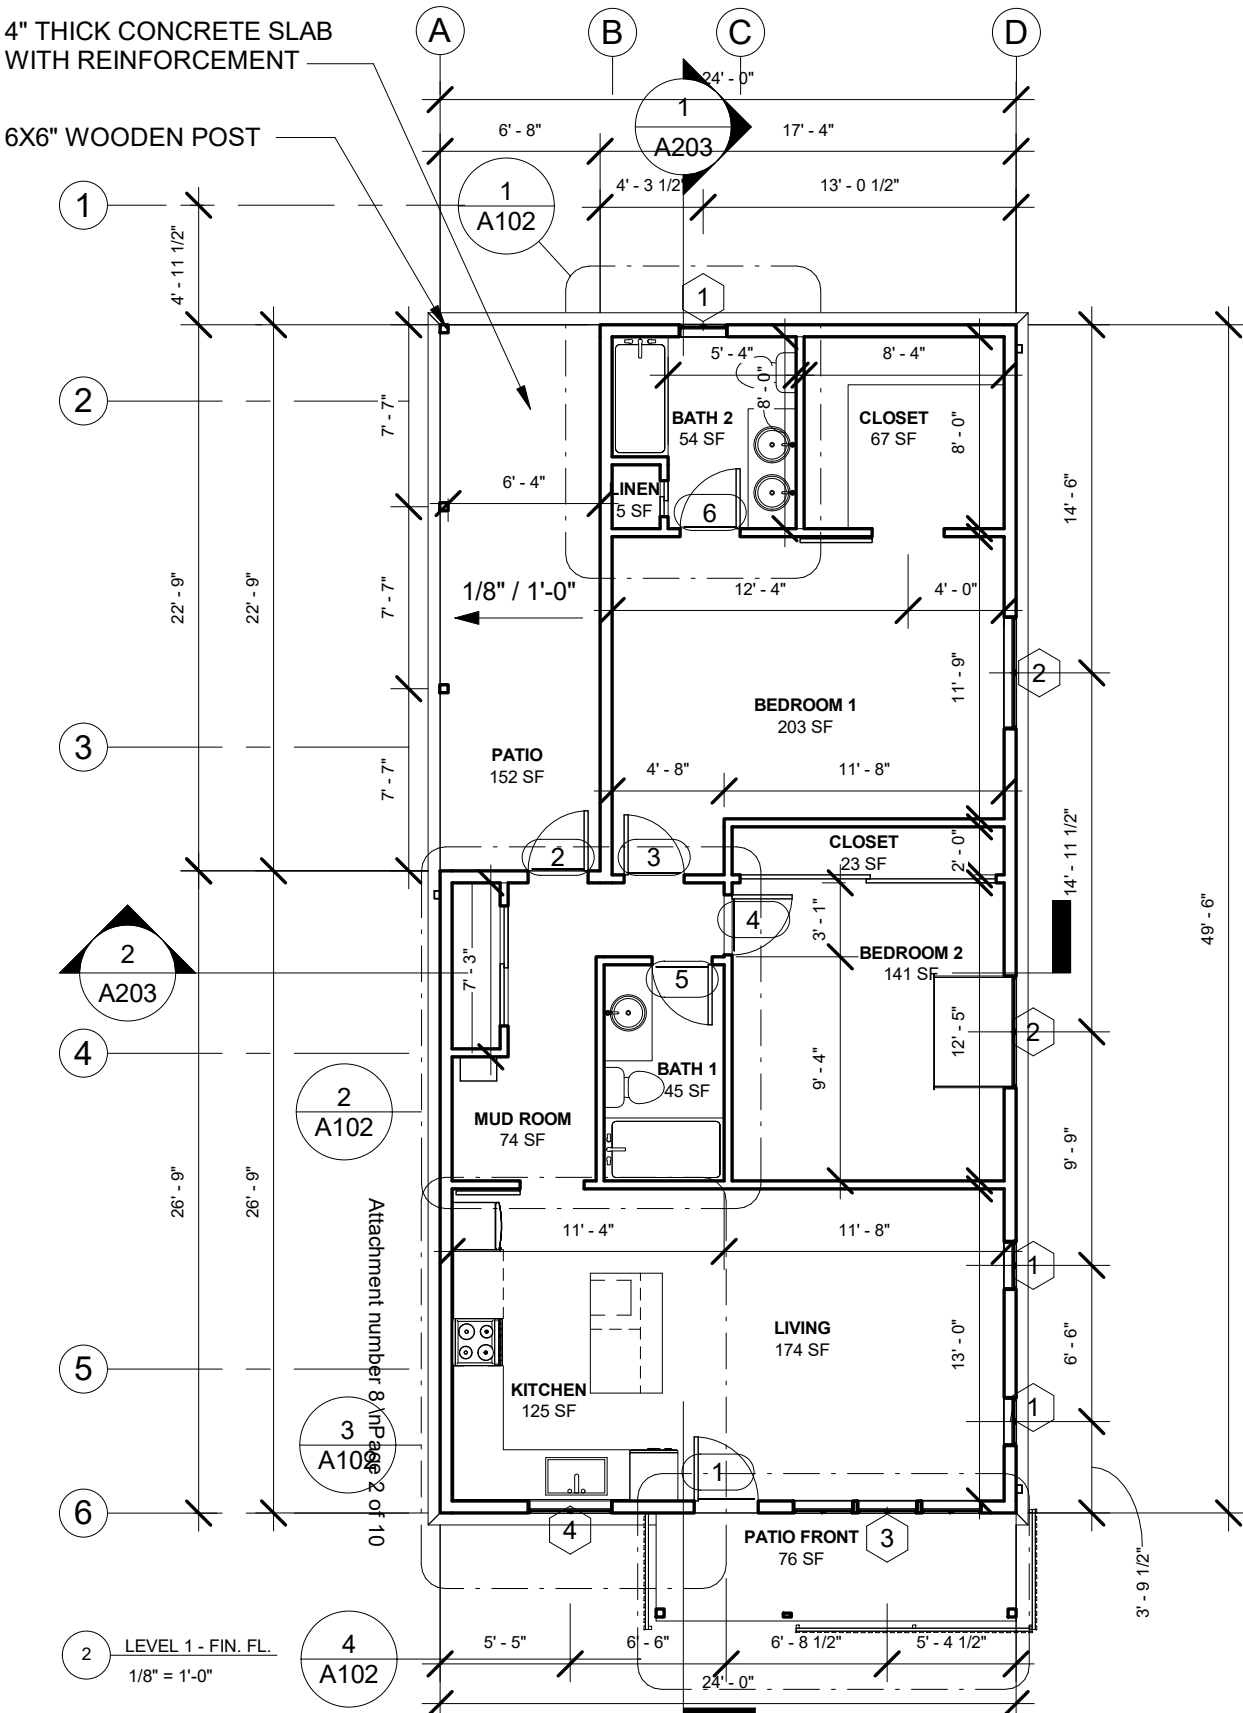 4" THICK CONCRETE SLAB
WITH REINFORCEMENT
6X6" WOODEN POST
A
B
C
D
24' - 0"
1
A203
6' - 8"
17' - 4"
4' - 3 1/2"
13' - 0 1/2"
1
A102
1
4' - 11 1/2"
1
2
5' - 4"
8' - 4"
8' - 0"
8' - 0"
BATH 2
54 SF
CLOSET
67 SF
7' - 7"
6' - 4"
LINEN
5 SF
6
14' - 6"
1/8" / 1'-0"
12' - 4"
4' - 0"
22' - 9"
22' - 9"
7' - 7"
11' - 9"
2
BEDROOM 1
203 SF
3
PATIO
152 SF
4' - 8"
11' - 8"
7' - 7"
2
3
CLOSET
23 SF
2' - 0"
14' - 11 1/2"
4
3' - 1"
2
A203
7' - 3"
BEDROOM 2
141 SF
49' - 6"
5
12' - 5"
2
4
BATH 1
45 SF
9' - 4"
2
A102
MUD ROOM
74 SF
9' - 9"
26' - 9"
26' - 9"
11' - 4"
11' - 8"
1
LIVING
174 SF
13' - 0"
6' - 6"
5
KITCHEN
125 SF
1
3
A102
Attachment number 8 \nPage 2 of 10
1
6
4
PATIO FRONT
76 SF
3
3' - 9 1/2"
2
LEVEL 1 - FIN. FL.
1/8" = 1'-0"
4
A102
5' - 5"
6' - 6"
6' - 8 1/2"
5' - 4 1/2"
24' - 0"